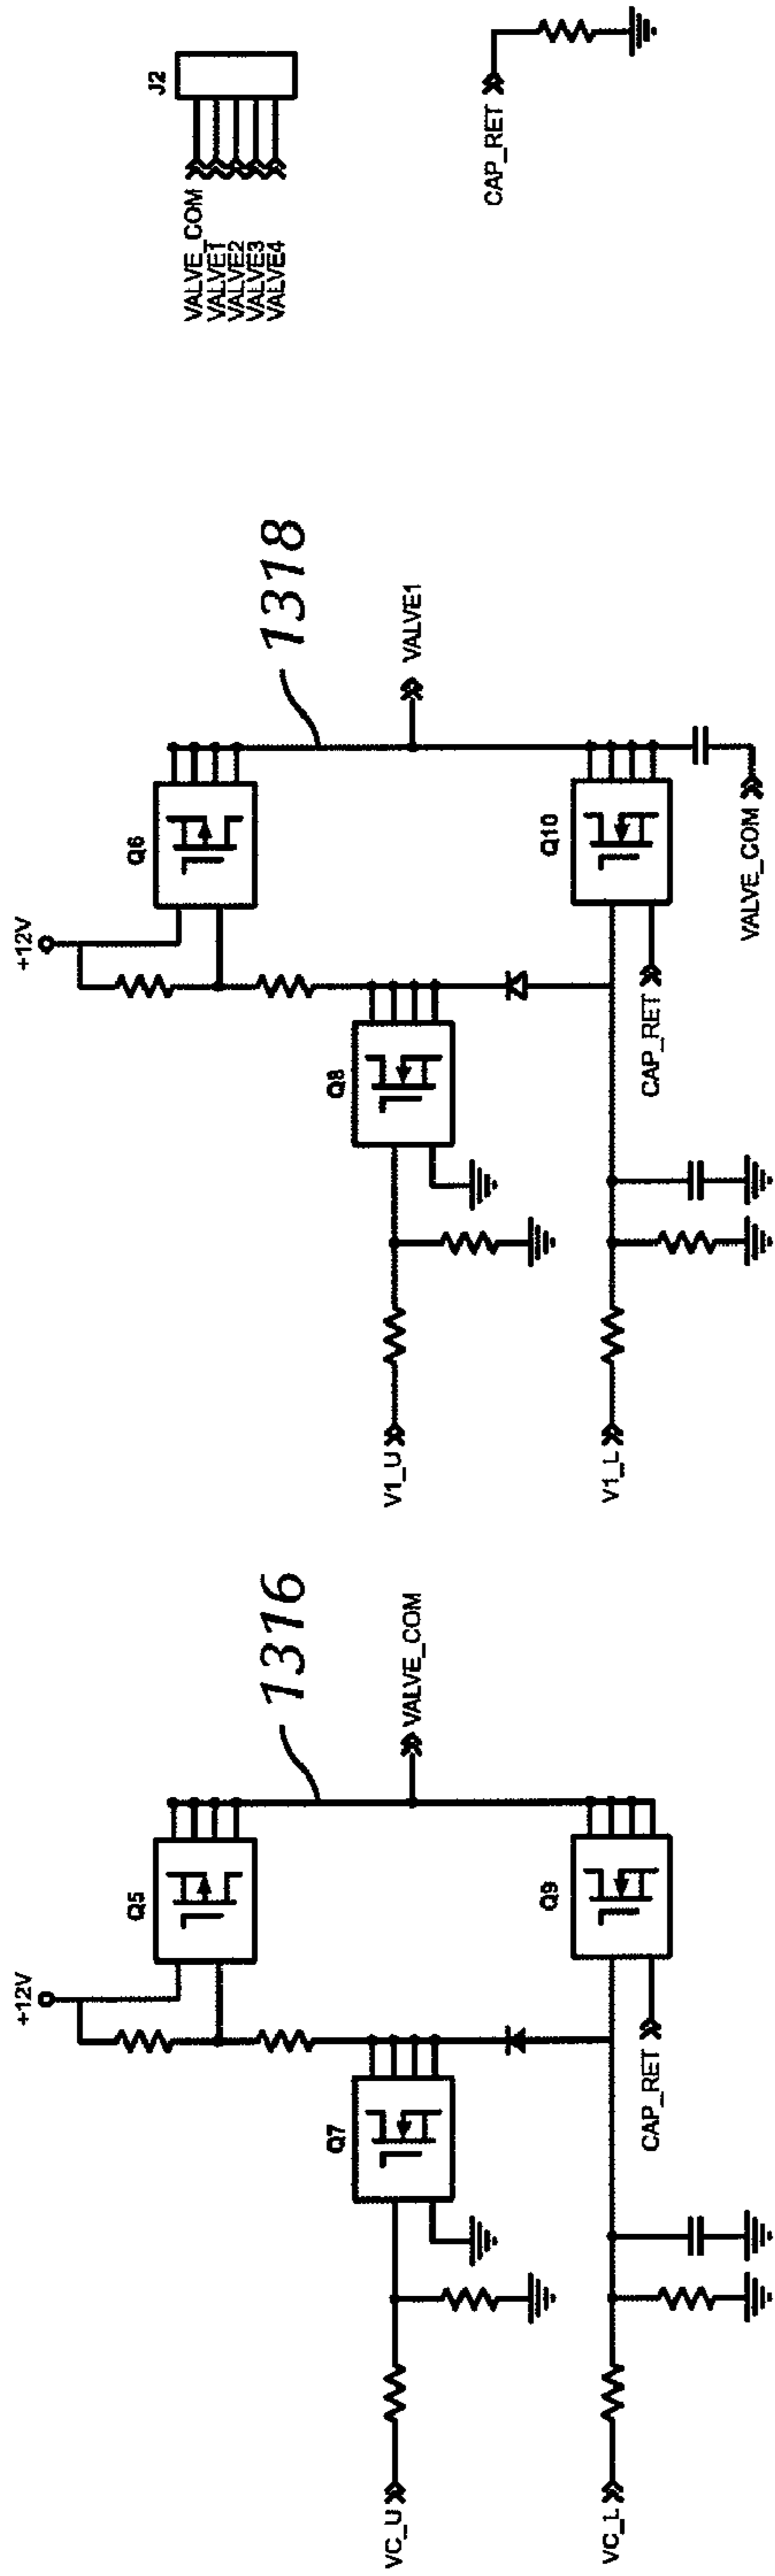 +12V
Q5
1316
VALVE_COM
Q7
VC_U
Q9
CAP_RET
VC_L
+12V
Q6
1318
VALVE1
Q8
V1_U
Q10
CAP_RET
VALVE_COM
V1_L
J2
VALVE_COM
VALVE1
VALVE2
VALVE3
VALVE4
CAP_RET